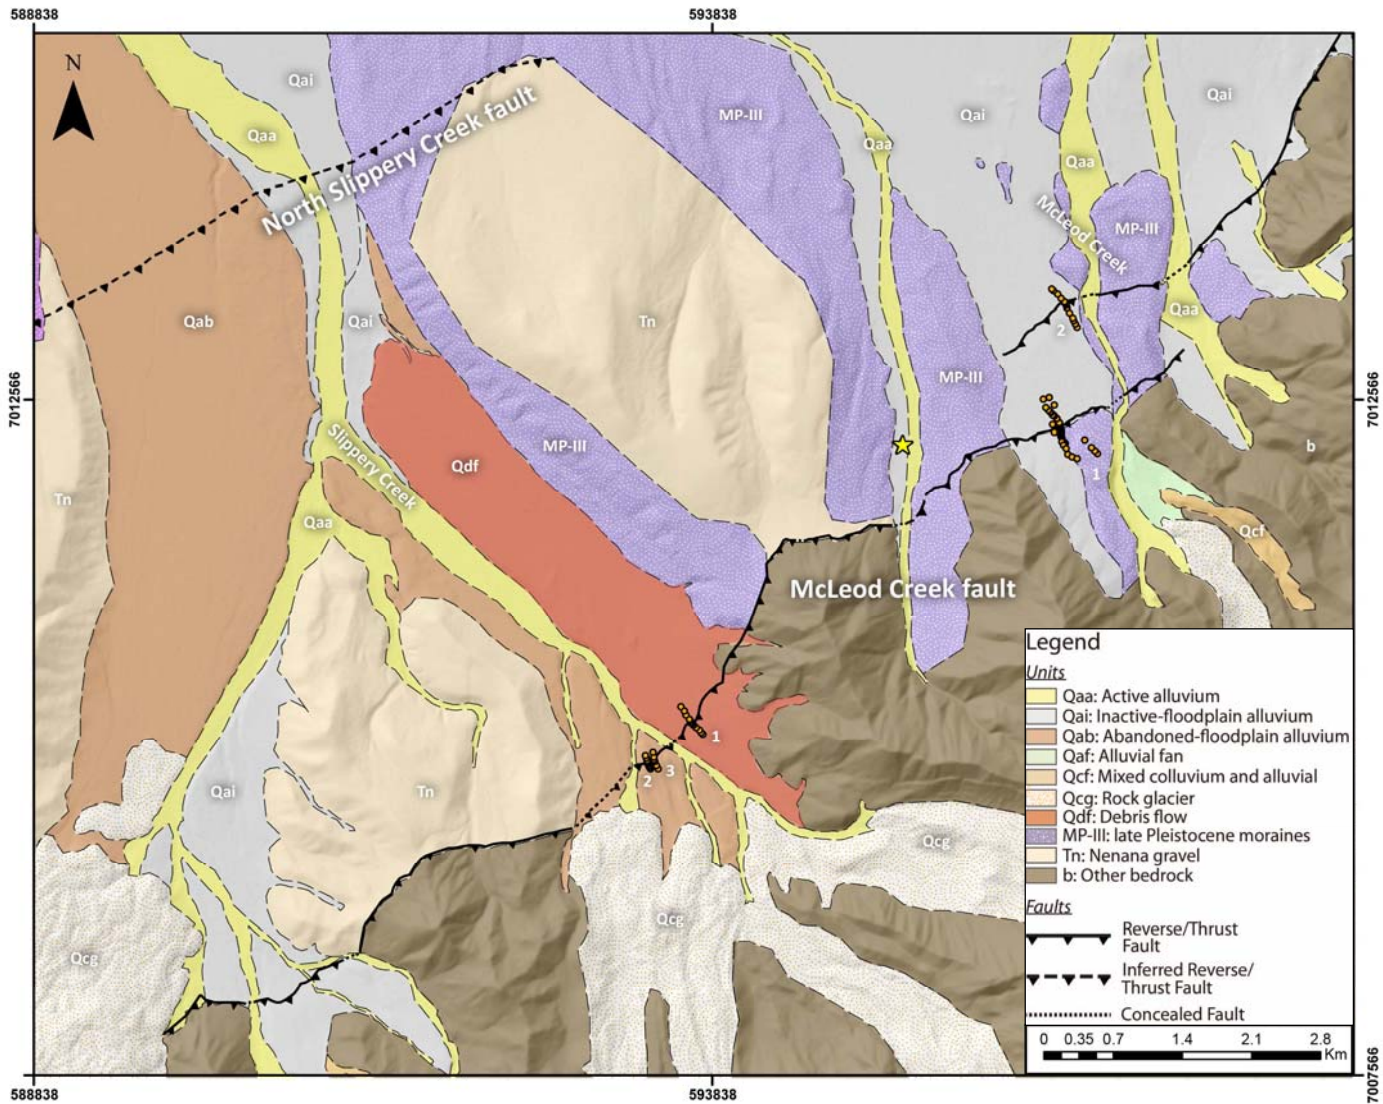 588838
593838
N
Qai
Qaa
North Slippery Creek fault
MP-III
Qai
Qaa
Qai
Qaa
McLeod Creek
MP-III
Qab
Qai
Tn
2
Qaa
7012566
7012566
MP-III
MP-III
Slippery Creek
Qdf
b
1
Tn
Qaa
Qcf
McLeod Creek fault
1
3
2
Qai
Tn
Qcg
Qcg
Qcg
Legend
Units
Qaa: Active alluvium
Qai: Inactive-floodplain alluvium
Qab: Abandoned-floodplain alluvium
Qaf: Alluvial fan
Qcf: Mixed colluvium and alluvial
Qcg: Rock glacier
Qdf: Debris flow
MP-III: late Pleistocene moraines
Tn: Nenana gravel
b: Other bedrock
Faults
Reverse/Thrust
Fault
Inferred Reverse/
Thrust Fault
Concealed Fault
0 0.35 0.7 1.4 2.1 2.8
Km
588838
593838
7007566